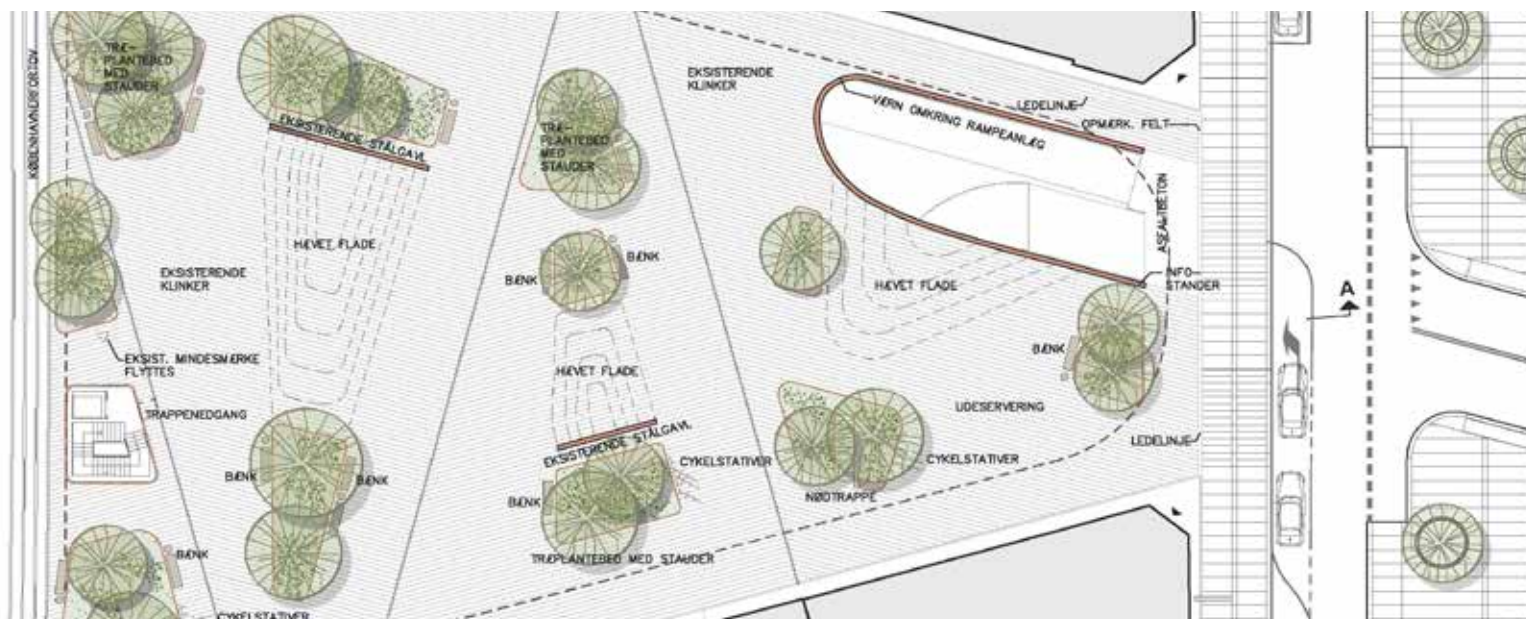 KØBENHAVNERFORTOV
TRÆ-
PLANTEBED
MED
STAUDER
EKSISTERENDE STÅLGAVL
HÆVET FLADE
EKSISTERENDE
KLINKER
EKSIST. MINDESMÆRKE
FLYTTES
TRAPPENEDGANG
BÆNK
BÆNK
BÆNK
CYKELSTATIVER
TRÆ-
PLANTEBED
MED
STAUDER
BÆNK
BÆNK
HÆVET FLADE
EKSISTERENDE STÅLGAVL
CYKELSTATIVER
BÆNK
TRÆPLANTEBED MED STAUDER
EKSISTERENDE
KLINKER
VÆRN OMKRING RAMPEANLÆG
LEDELINJE
OPMÆRK. FELT
ASFALTBETON
INFO-
STANDER
HÆVET FLADE
BÆNK
UDESERVERING
LEDELINJE
CYKELSTATIVER
NØDTRAPPE
A